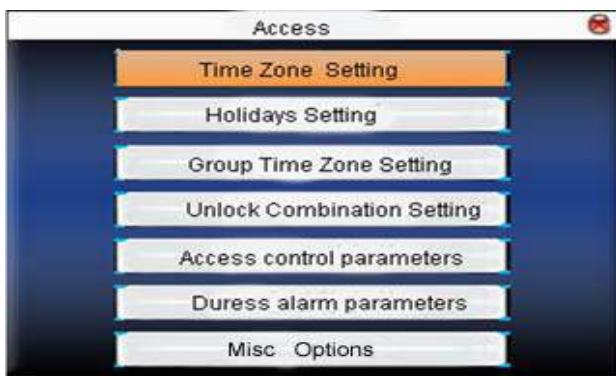 Access
Time Zone Setting
Holidays Setting
Group Time Zone Setting
Unlock Combination Setting
Access control parameters
Duress alarm parameters
Misc Options